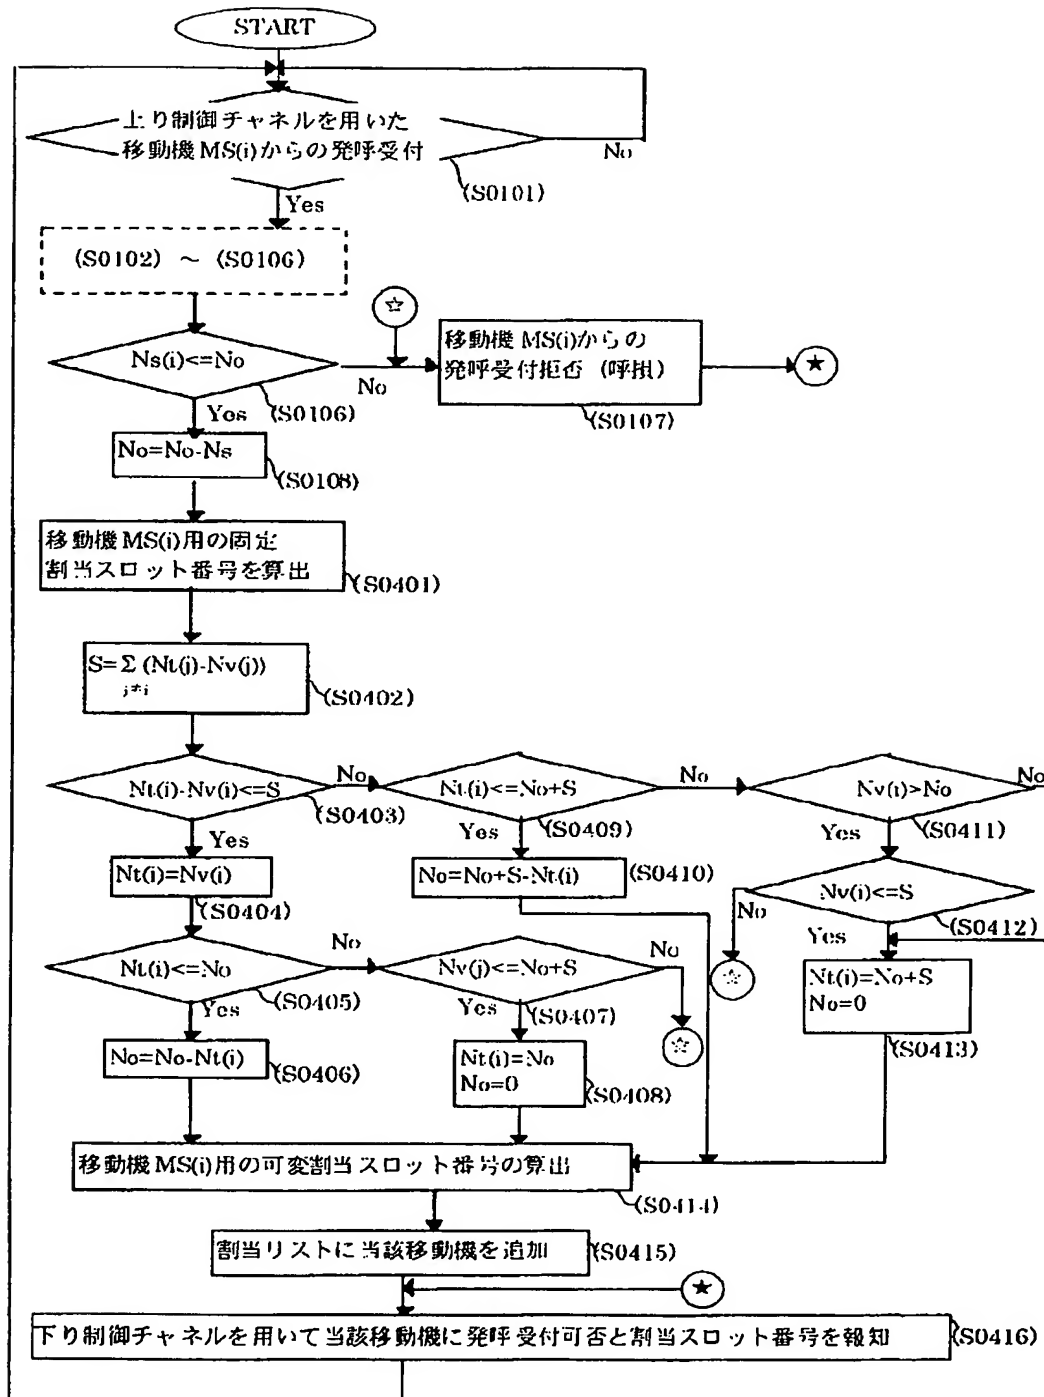 START
上り制御チャネルを用いた
移動機 MS(i)からの発呼受付
No
(S0101)
Yes
(S0102) ～ (S0106)
☆
Ns(i)<=No
No
(S0106)
Yes
移動機 MS(i)からの
発呼受付拒否 (呼損)
(S0107)
★
No=No-Ns
(S0108)
移動機 MS(i)用の固定
割当スロット番号を算出
(S0401)
S=Σ (Nt(j)-Nv(j))
j≠i
(S0402)
Nt(i)-Nv(i)<=S
No
(S0403)
Yes
Nt(i)<=No+S
No
(S0409)
Yes
Nv(i)>No
No
(S0411)
Yes
Nt(i)=Nv(i)
(S0404)
No=No+S-Nt(i)
(S0410)
Nv(i)<=S
No
(S0412)
Yes
☆
Nt(i)<=No
No
(S0405)
Yes
Nv(j)<=No+S
No
(S0407)
Yes
☆
Nt(i)=No+S
No=0
(S0413)
No=No-Nt(i)
(S0406)
Nt(i)=No
No=0
(S0408)
移動機 MS(i)用の可変割当スロット番号の算出
(S0414)
割当リストに当該移動機を追加
(S0415)
★
下り制御チャネルを用いて当該移動機に発呼受付可否と割当スロット番号を報知
(S0416)